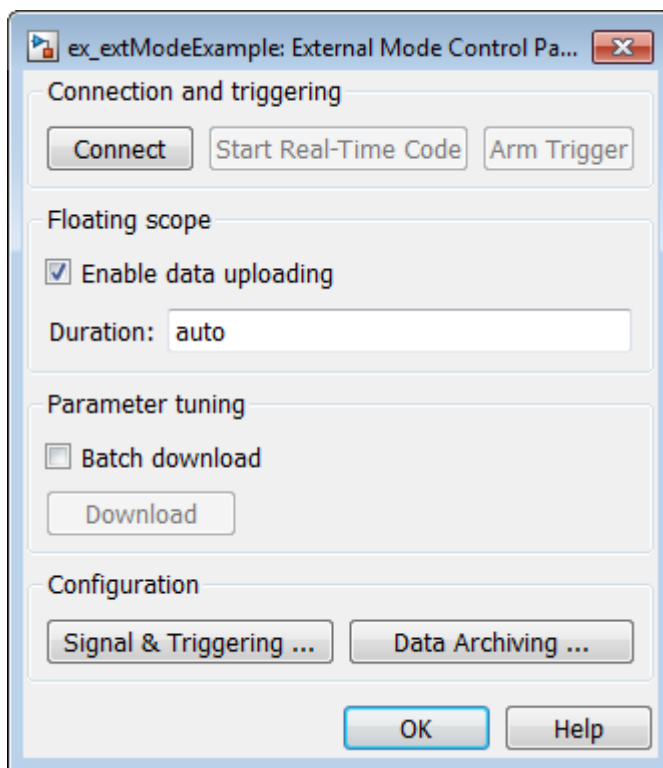 ex_extModeExample: External Mode Control Pa...
Connection and triggering
Connect Start Real-Time Code Arm Trigger
Floating scope
Enable data uploading
Duration: auto
Parameter tuning
Batch download
Download
Configuration
Signal & Triggering ... Data Archiving ...
OK Help